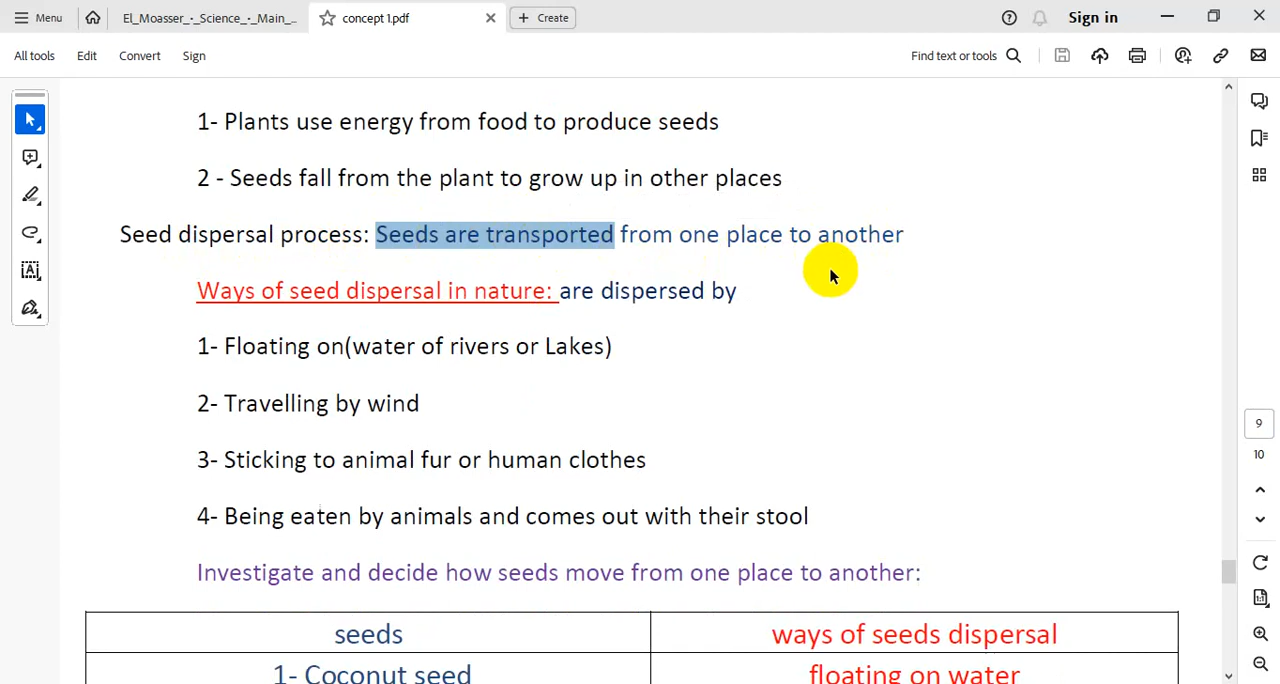 Menu
El_Moasser_·_Science_·_Main_...
concept 1.pdf
Create
Sign in
All tools Edit Convert Sign
Find text or tools
1- Plants use energy from food to produce seeds
2 - Seeds fall from the plant to grow up in other places
Seed dispersal process: Seeds are transported from one place to another
Ways of seed dispersal in nature: are dispersed by
1- Floating on(water of rivers or Lakes)
2- Travelling by wind
3- Sticking to animal fur or human clothes
4- Being eaten by animals and comes out with their stool
Investigate and decide how seeds move from one place to another:
seeds ways of seeds dispersal
1- Coconut seed floating on water
9
10